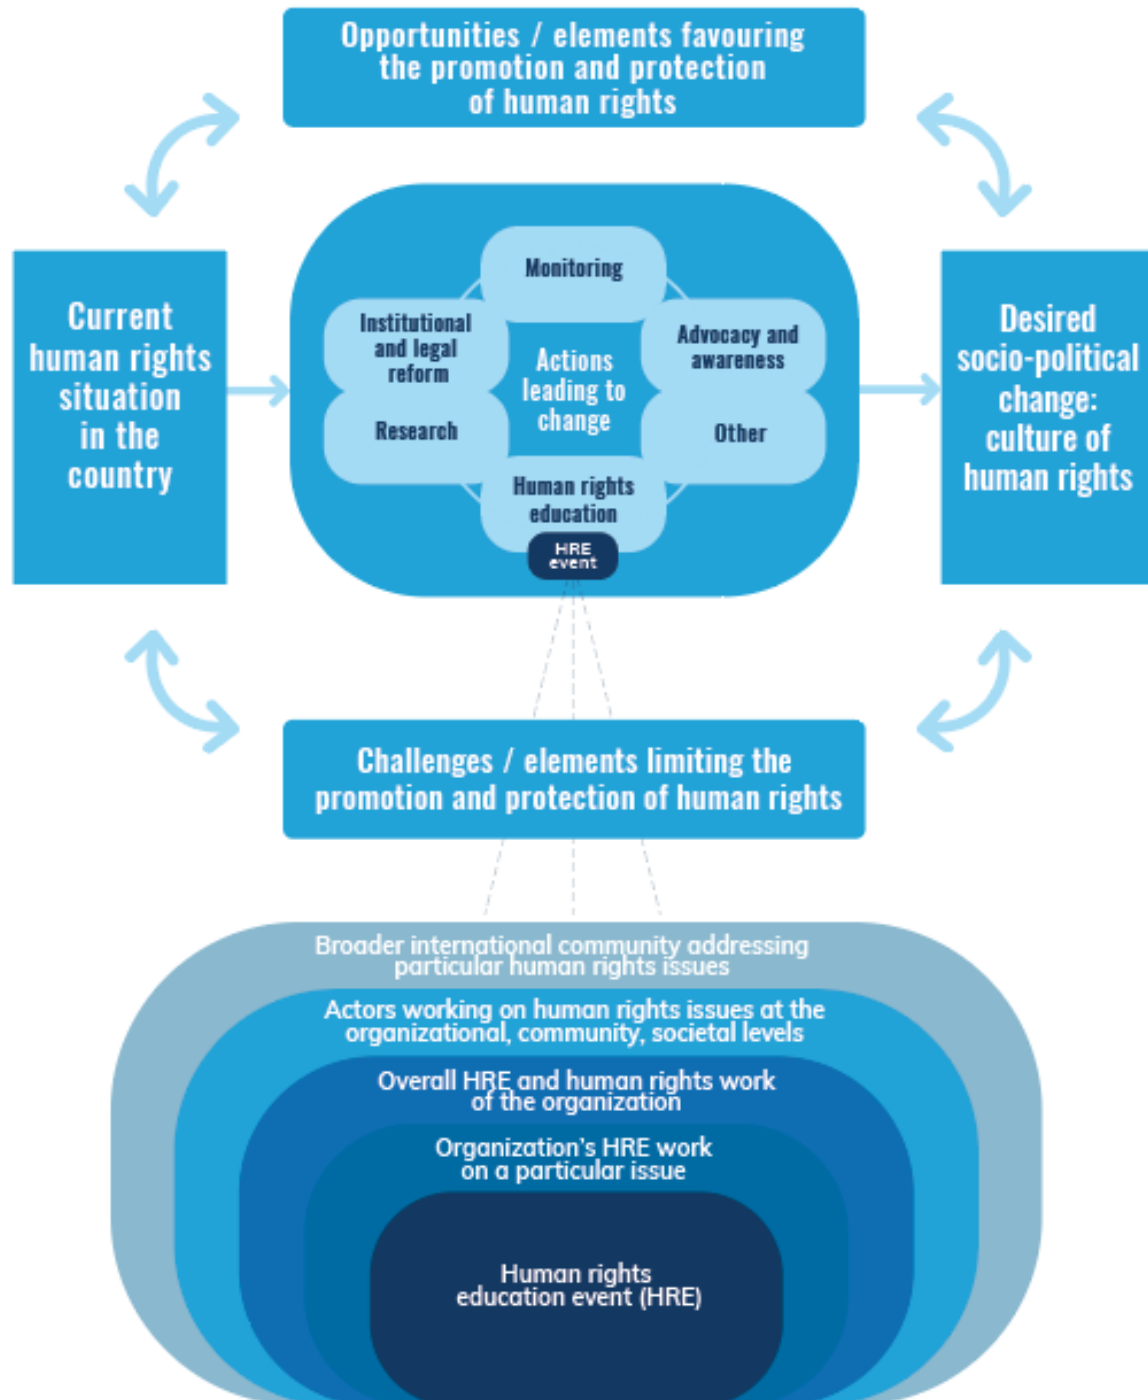 Opportunities / elements favouring
the promotion and protection
of human rights
Current
human rights
situation
in the
country
Monitoring
Institutional
and legal
reform
Advocacy and
awareness
Actions
leading to
change
Research
Other
Human rights
education
HRE
event
Desired
socio-political
change:
culture of
human rights
Challenges / elements limiting the
promotion and protection of human rights
Broader international community addressing
particular human rights issues
Actors working on human rights issues at the
organizational, community, societal levels
Overall HRE and human rights work
of the organization
Organization's HRE work
on a particular issue
Human rights
education event (HRE)